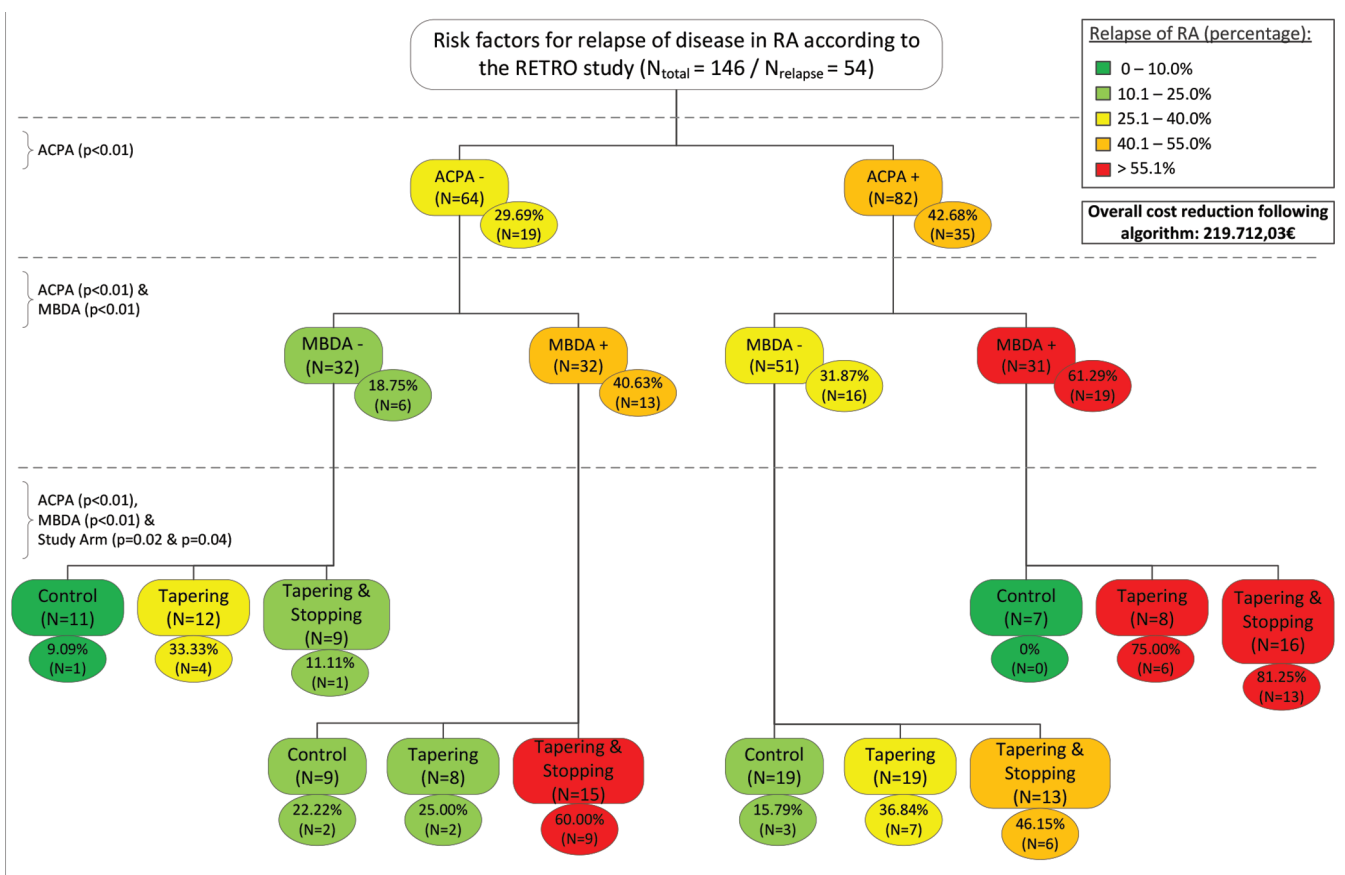 Risk factors for relapse of disease in RA according to
the RETRO study (Ntotal = 146 / Nrelapse = 54)
Relapse of RA (percentage):
0 – 10.0%
10.1 – 25.0%
25.1 – 40.0%
40.1 – 55.0%
> 55.1%
Overall cost reduction following
algorithm: 219.712,03€
ACPA (p<0.01)
ACPA -
(N=64)
29.69%
(N=19)
ACPA +
(N=82)
42.68%
(N=35)
ACPA (p<0.01) &
MBDA (p<0.01)
MBDA -
(N=32)
18.75%
(N=6)
MBDA +
(N=32)
40.63%
(N=13)
MBDA -
(N=51)
31.87%
(N=16)
MBDA +
(N=31)
61.29%
(N=19)
ACPA (p<0.01),
MBDA (p<0.01) &
Study Arm (p=0.02 & p=0.04)
Control
(N=11)
9.09%
(N=1)
Tapering
(N=12)
33.33%
(N=4)
Tapering &
Stopping
(N=9)
11.11%
(N=1)
Control
(N=7)
0%
(N=0)
Tapering
(N=8)
75.00%
(N=6)
Tapering &
Stopping
(N=16)
81.25%
(N=13)
Control
(N=9)
22.22%
(N=2)
Tapering
(N=8)
25.00%
(N=2)
Tapering &
Stopping
(N=15)
60.00%
(N=9)
Control
(N=19)
15.79%
(N=3)
Tapering
(N=19)
36.84%
(N=7)
Tapering &
Stopping
(N=13)
46.15%
(N=6)